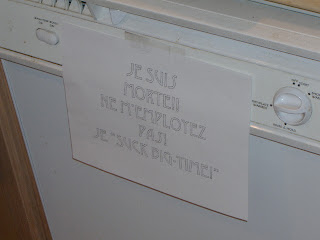 JE SUIS
MORTE!!
NE M'EMPLOYEZ
PAS!
JE "SUCK BIG-TIME!"